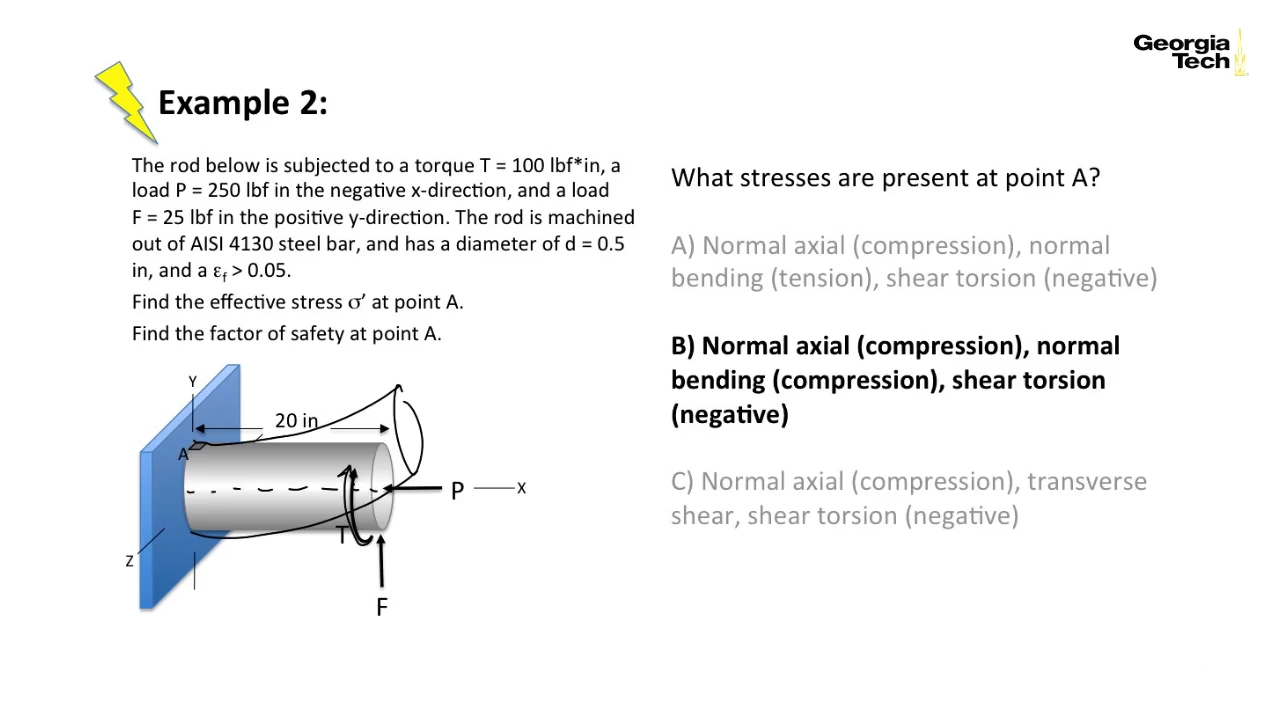 Georgia
Tech
Example 2:
The rod below is subjected to a torque T = 100 lbf*in, a
load P = 250 lbf in the negative x-direction, and a load
F = 25 lbf in the positive y-direction. The rod is machined
out of AISI 4130 steel bar, and has a diameter of d = 0.5
in, and a εf > 0.05.
Find the effective stress σ’ at point A.
Find the factor of safety at point A.
Y
20 in
A
P
X
T
Z
F
What stresses are present at point A?
A) Normal axial (compression), normal
bending (tension), shear torsion (negative)
B) Normal axial (compression), normal
bending (compression), shear torsion
(negative)
C) Normal axial (compression), transverse
shear, shear torsion (negative)